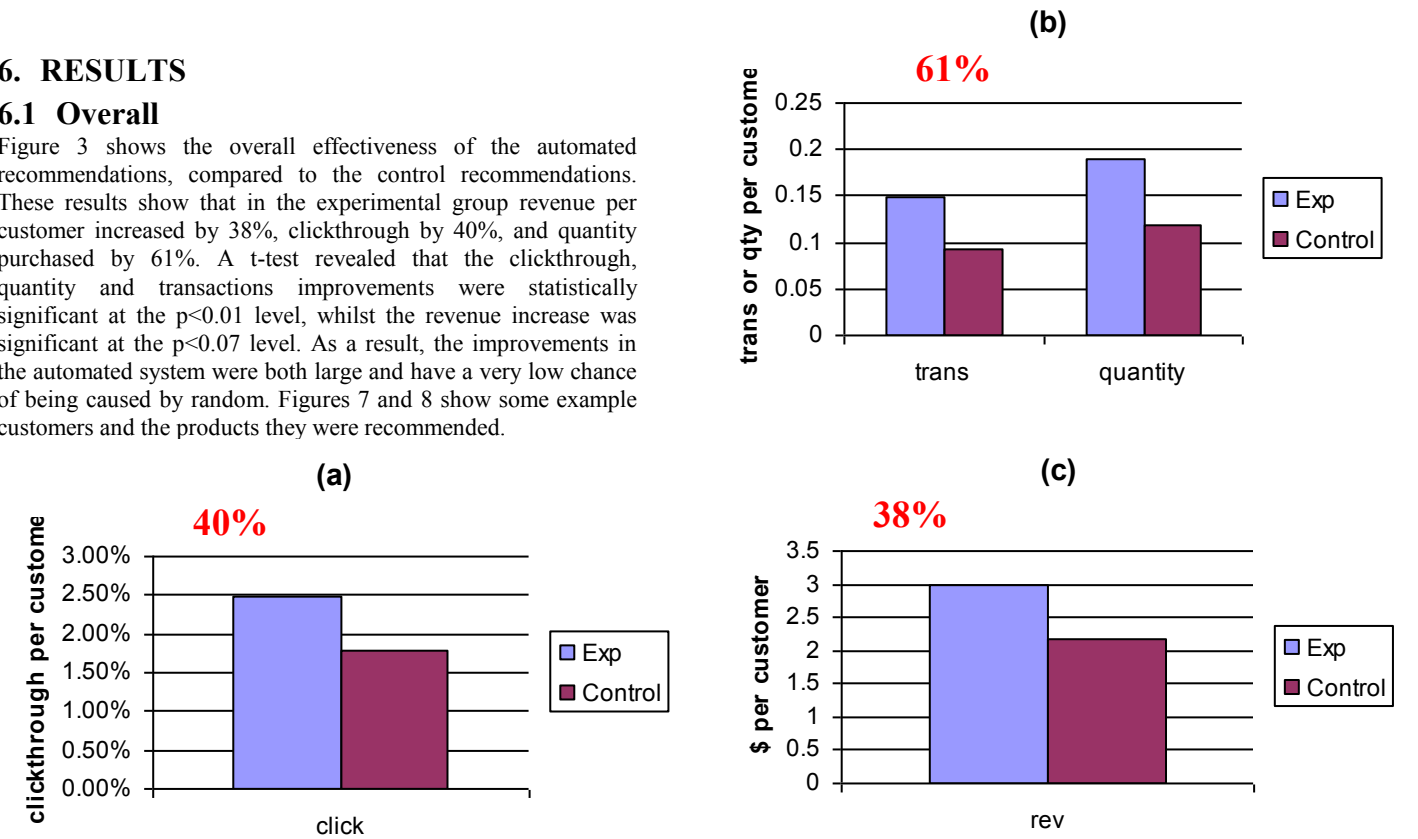 6. RESULTS
6.1 Overall
Figure 3 shows the overall effectiveness of the automated
recommendations, compared to the control recommendations.
These results show that in the experimental group revenue per
customer increased by 38%, clickthrough by 40%, and quantity
purchased by 61%. A t-test revealed that the clickthrough,
quantity and transactions improvements were statistically
significant at the p<0.01 level, whilst the revenue increase was
significant at the p<0.07 level. As a result, the improvements in
the automated system were both large and have a very low chance
of being caused by random. Figures 7 and 8 show some example
customers and the products they were recommended.
(a)
40%
clickthrough per custome
3.00%
2.50%
2.00%
1.50%
1.00%
0.50%
0.00%
click
Exp
Control
(b)
61%
trans or qty per custome
0.25
0.2
0.15
0.1
0.05
0
trans quantity
Exp
Control
(c)
38%
$ per customer
3.5
3
2.5
2
1.5
1
0.5
0
rev
Exp
Control